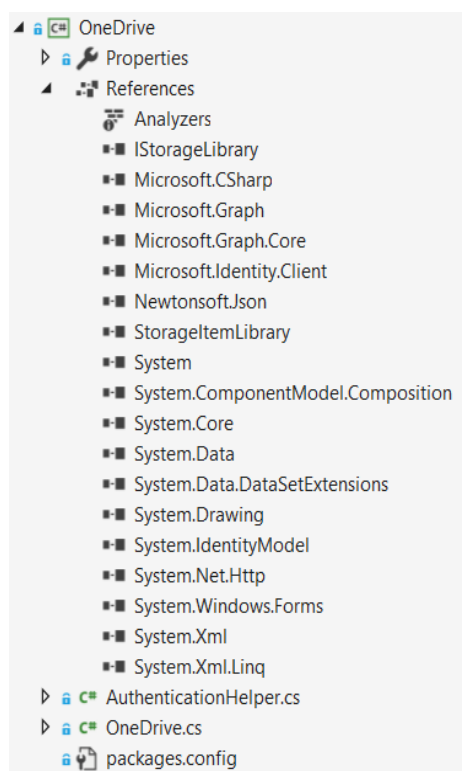 C# OneDrive
Properties
References
Analyzers
IStorageLibrary
Microsoft.CSharp
Microsoft.Graph
Microsoft.Graph.Core
Microsoft.Identity.Client
Newtonsoft.Json
StorageItemLibrary
System
System.ComponentModel.Composition
System.Core
System.Data
System.Data.DataSetExtensions
System.Drawing
System.IdentityModel
System.Net.Http
System.Windows.Forms
System.Xml
System.Xml.Linq
C# AuthenticationHelper.cs
C# OneDrive.cs
packages.config